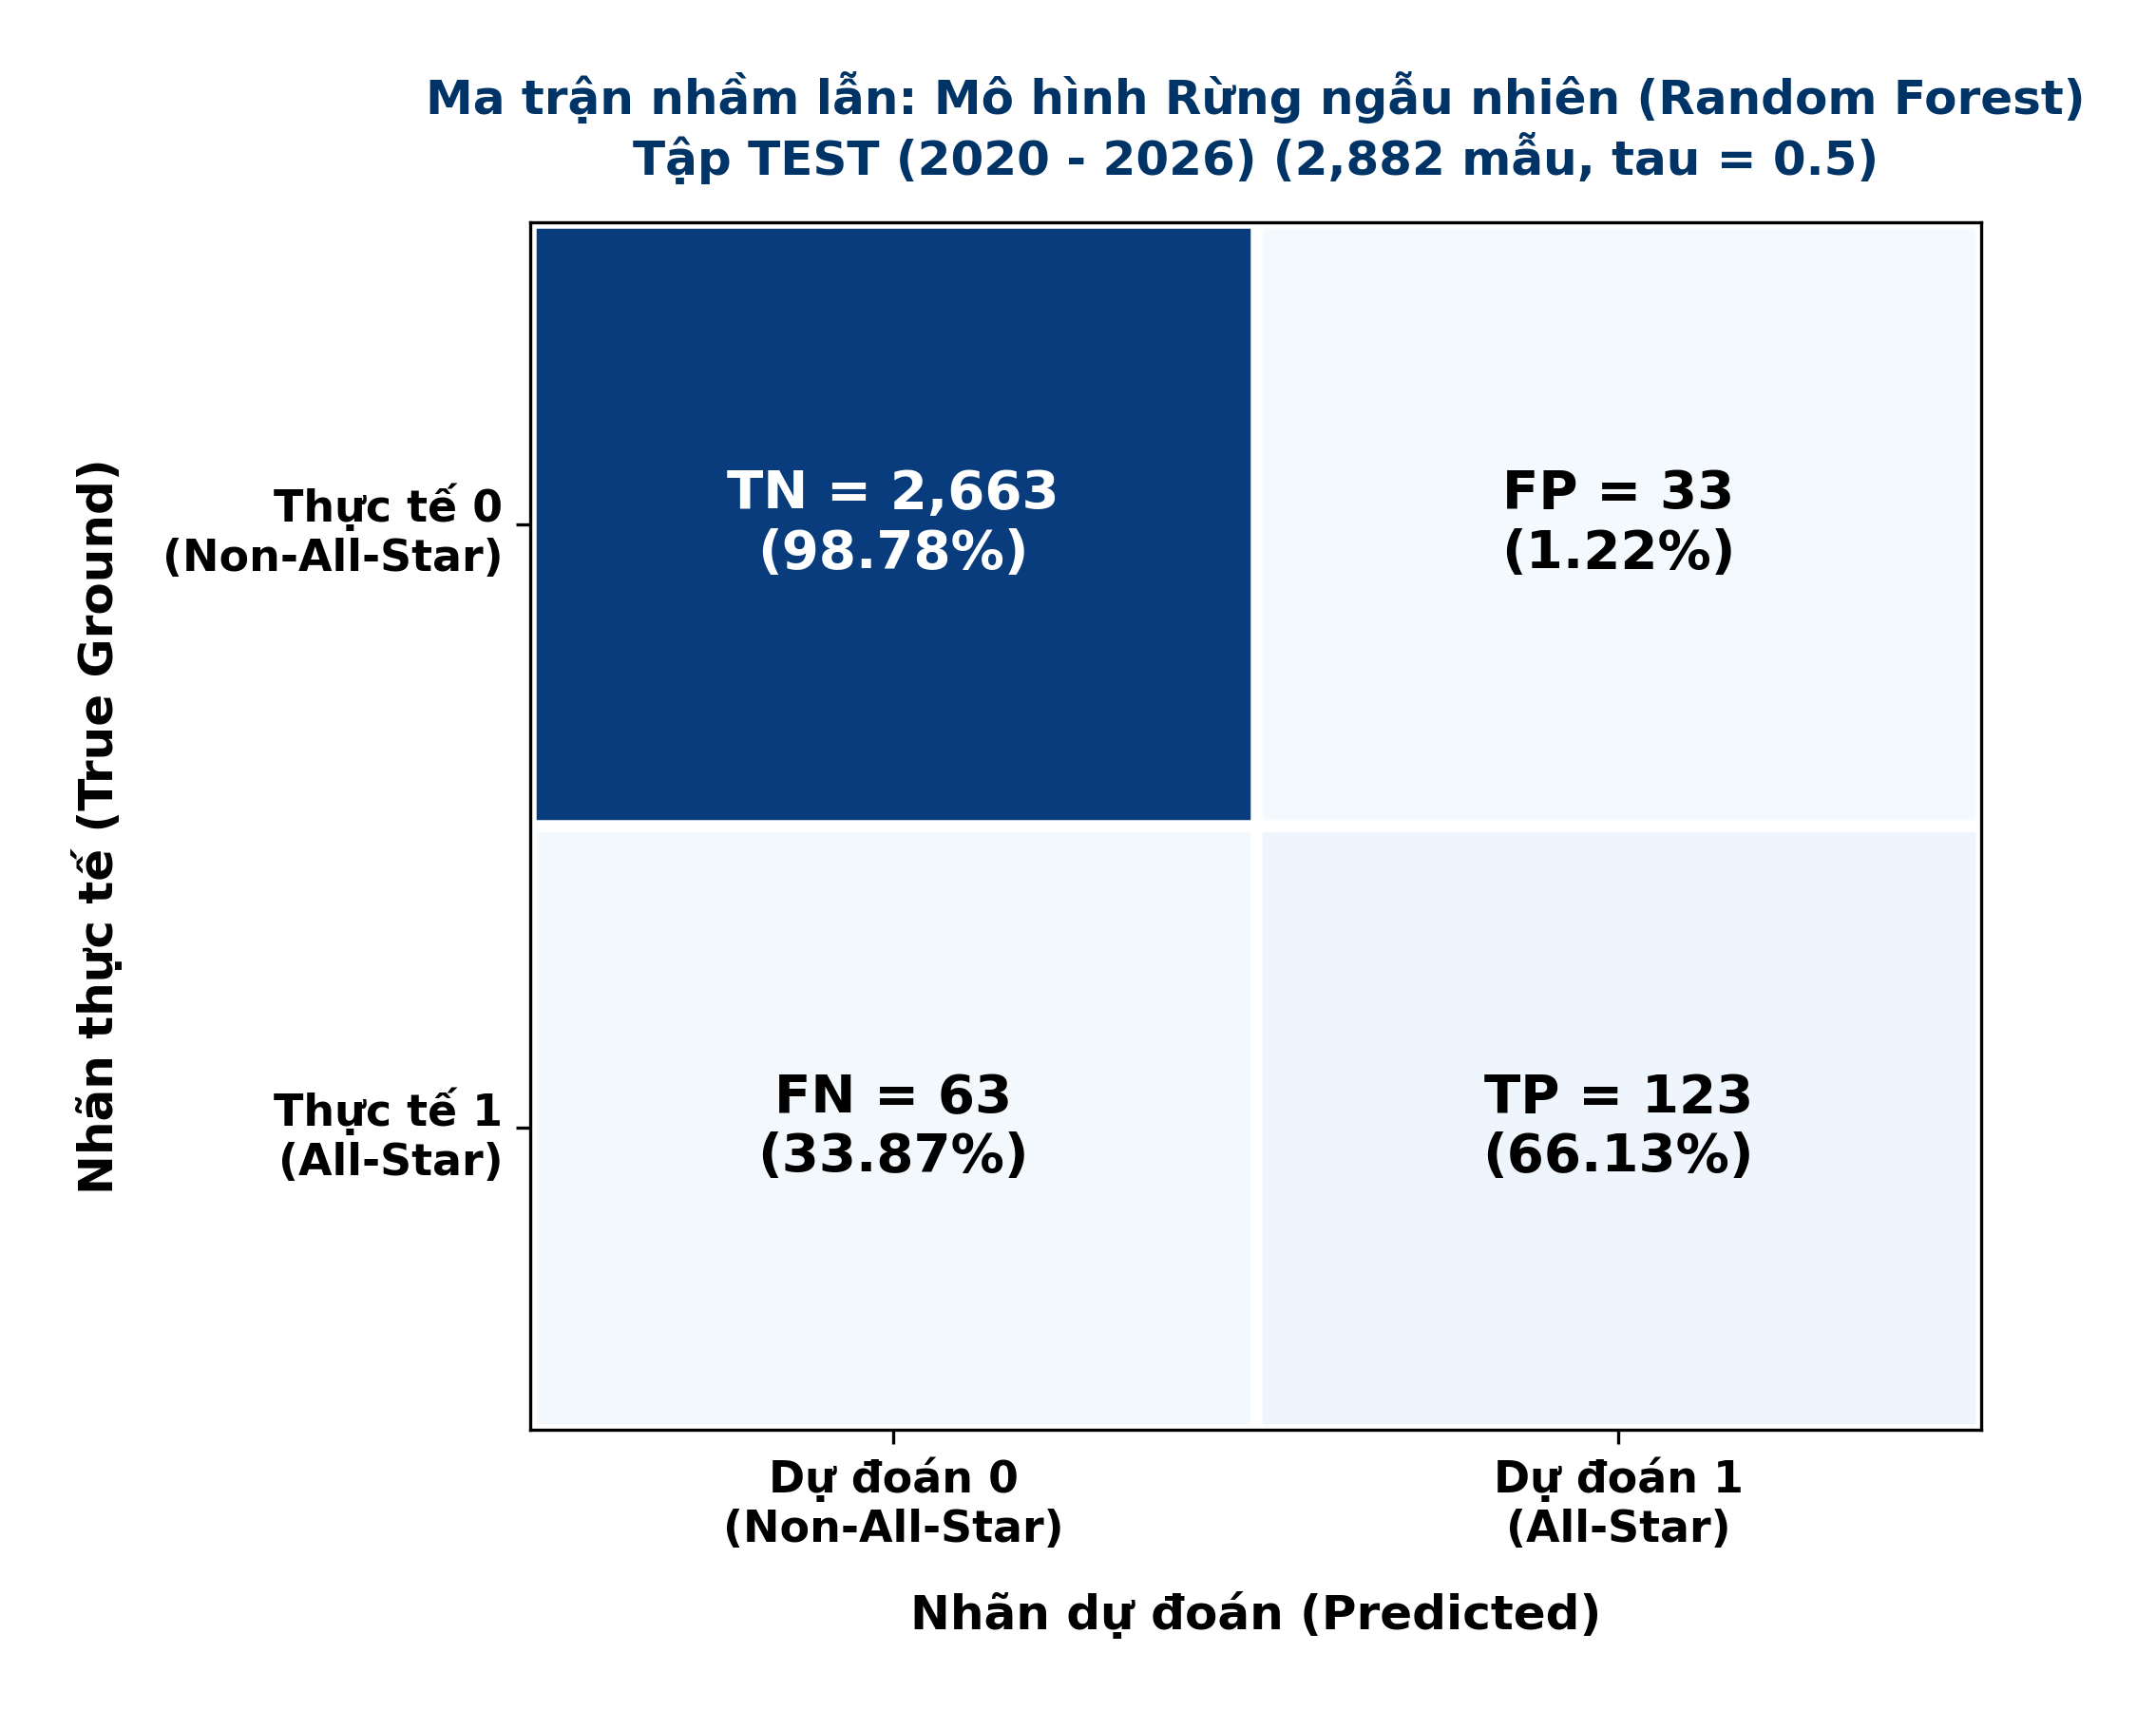 Ma trận nhầm lẫn: Mô hình Rừng ngẫu nhiên (Random Forest)
Tập TEST (2020 - 2026) (2,882 mẫu, tau = 0.5)
Nhãn thực tế (True Ground)
Thực tế 0
(Non-All-Star)
TN = 2,663
(98.78%)
FP = 33
(1.22%)
Thực tế 1
(All-Star)
FN = 63
(33.87%)
TP = 123
(66.13%)
Dự đoán 0
(Non-All-Star)
Dự đoán 1
(All-Star)
Nhãn dự đoán (Predicted)